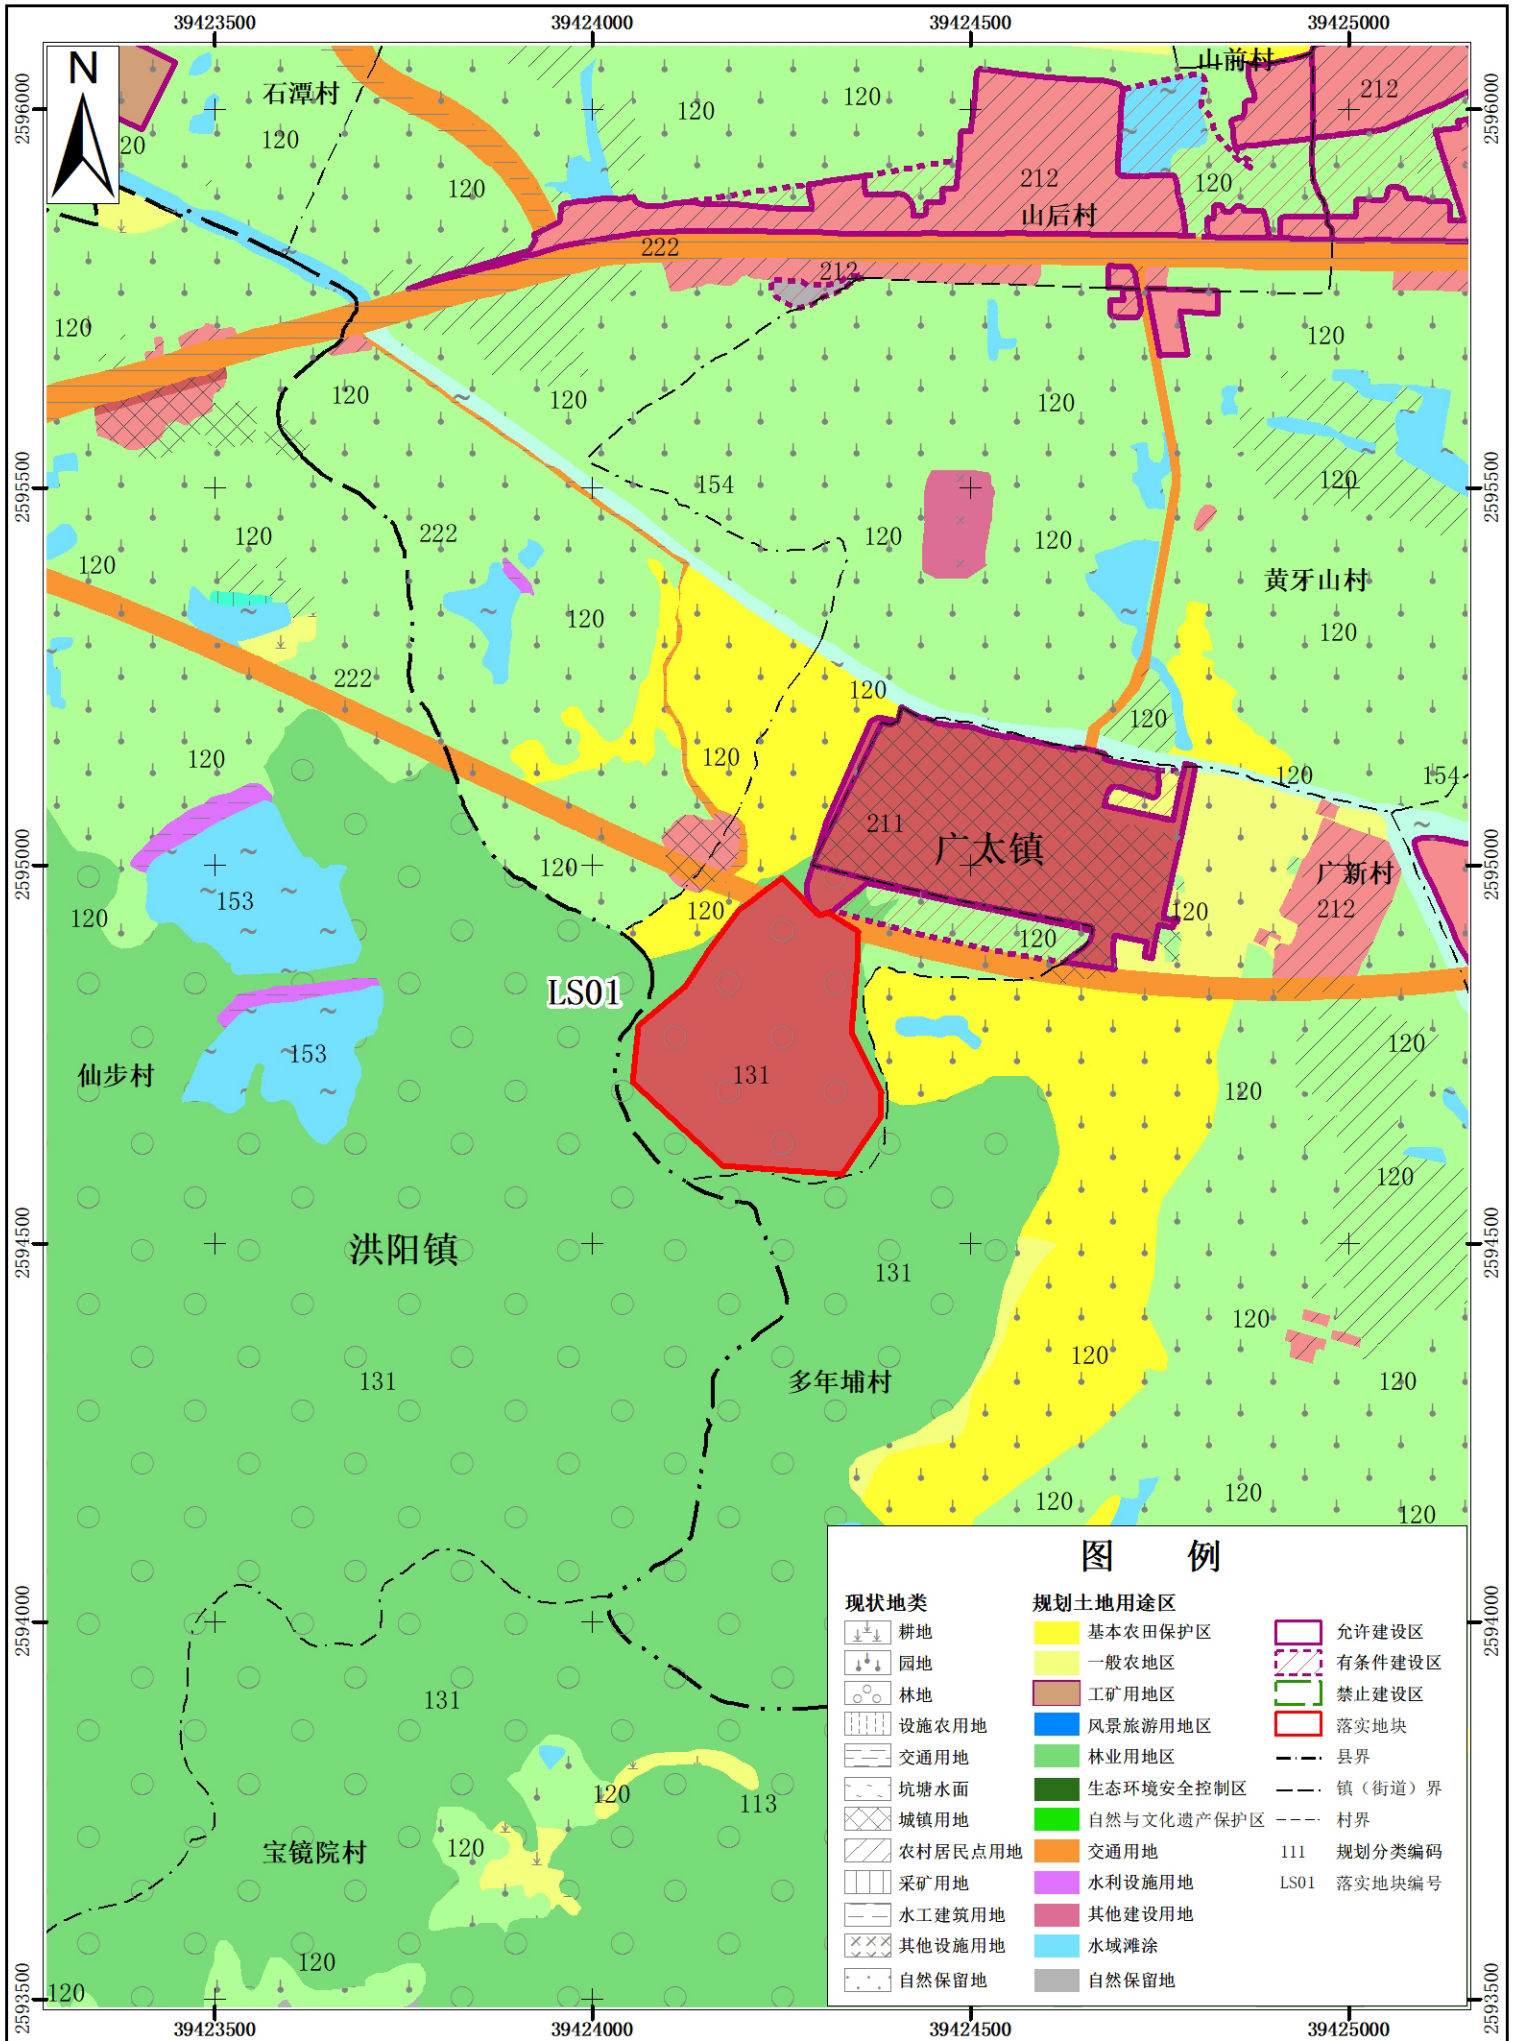 39423500 39424000 39424500 39425000
N
石潭村
山前村
2596000
2596000
120
120
120
212
20
120
212
120
山后村
222
212
120
120
120
120
120
2595500
154
120
2595500
120
222
120
120
120
黄牙山村
120
120
222
120
120
120
120
120
154
211
广太镇
2595000
120
广新村
2595000
153
120
120
120
212
120
LS01
153
120
仙步村
131
120
120
2594500
洪阳镇
131
2594500
120
120
131
多年埔村
120
120
120
120
图 例
现状地类 规划土地用途区
耕地 基本农田保护区 允许建设区
园地 一般农地区 有条件建设区
林地 工矿用地区 禁止建设区
设施农用地 风景旅游用地区 落实地块
交通用地 林业用地区 县界
坑塘水面 生态环境安全控制区 镇（街道）界
城镇用地 自然与文化遗产保护区 村界
农村居民点用地 交通用地 111 规划分类编码
采矿用地 水利设施用地 LS01 落实地块编号
水工建筑用地 其他建设用地
其他设施用地 水域滩涂
自然保留地 自然保留地
2594000
2594000
131
120
113
120
宝镜院村
120
120
2593500
2593500
39423500 39424000 39424500 39425000